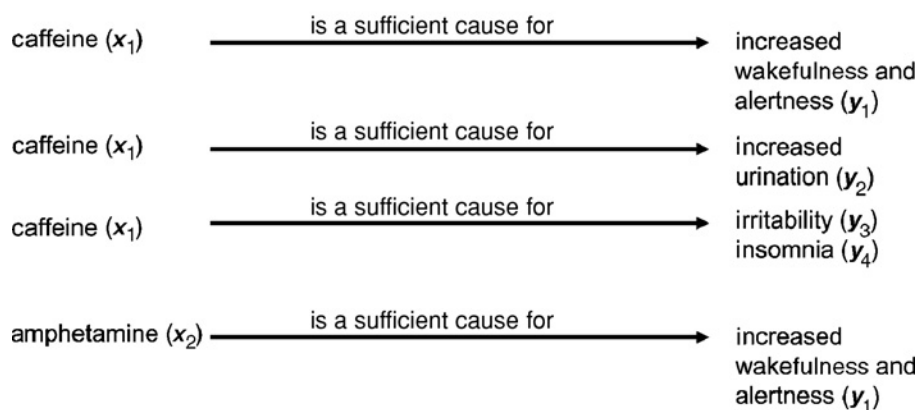 caffeine (x1) is a sufficient cause for increased
wakefulness and
alertness (y1)
caffeine (x1) is a sufficient cause for increased
urination (y2)
caffeine (x1) is a sufficient cause for irritability (y3)
insomnia (y4)
amphetamine (x2) is a sufficient cause for increased
wakefulness and
alertness (y1)